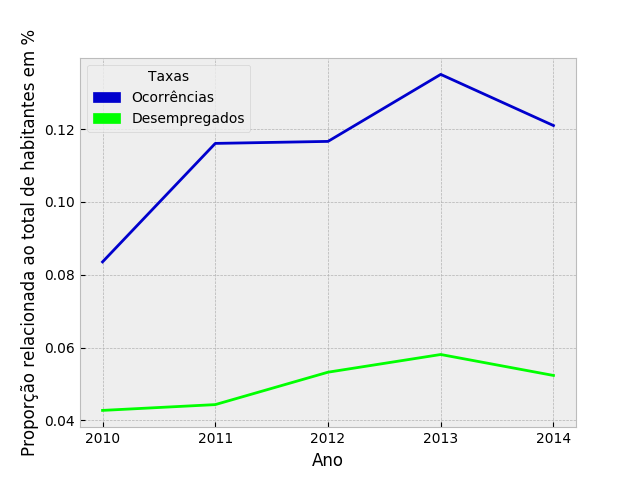 Proporção relacionada ao total de habitantes em %
Taxas
Ocorrências
Desempregados
0.12
0.10
0.08
0.06
0.04
2010 2011 2012 2013 2014
Ano